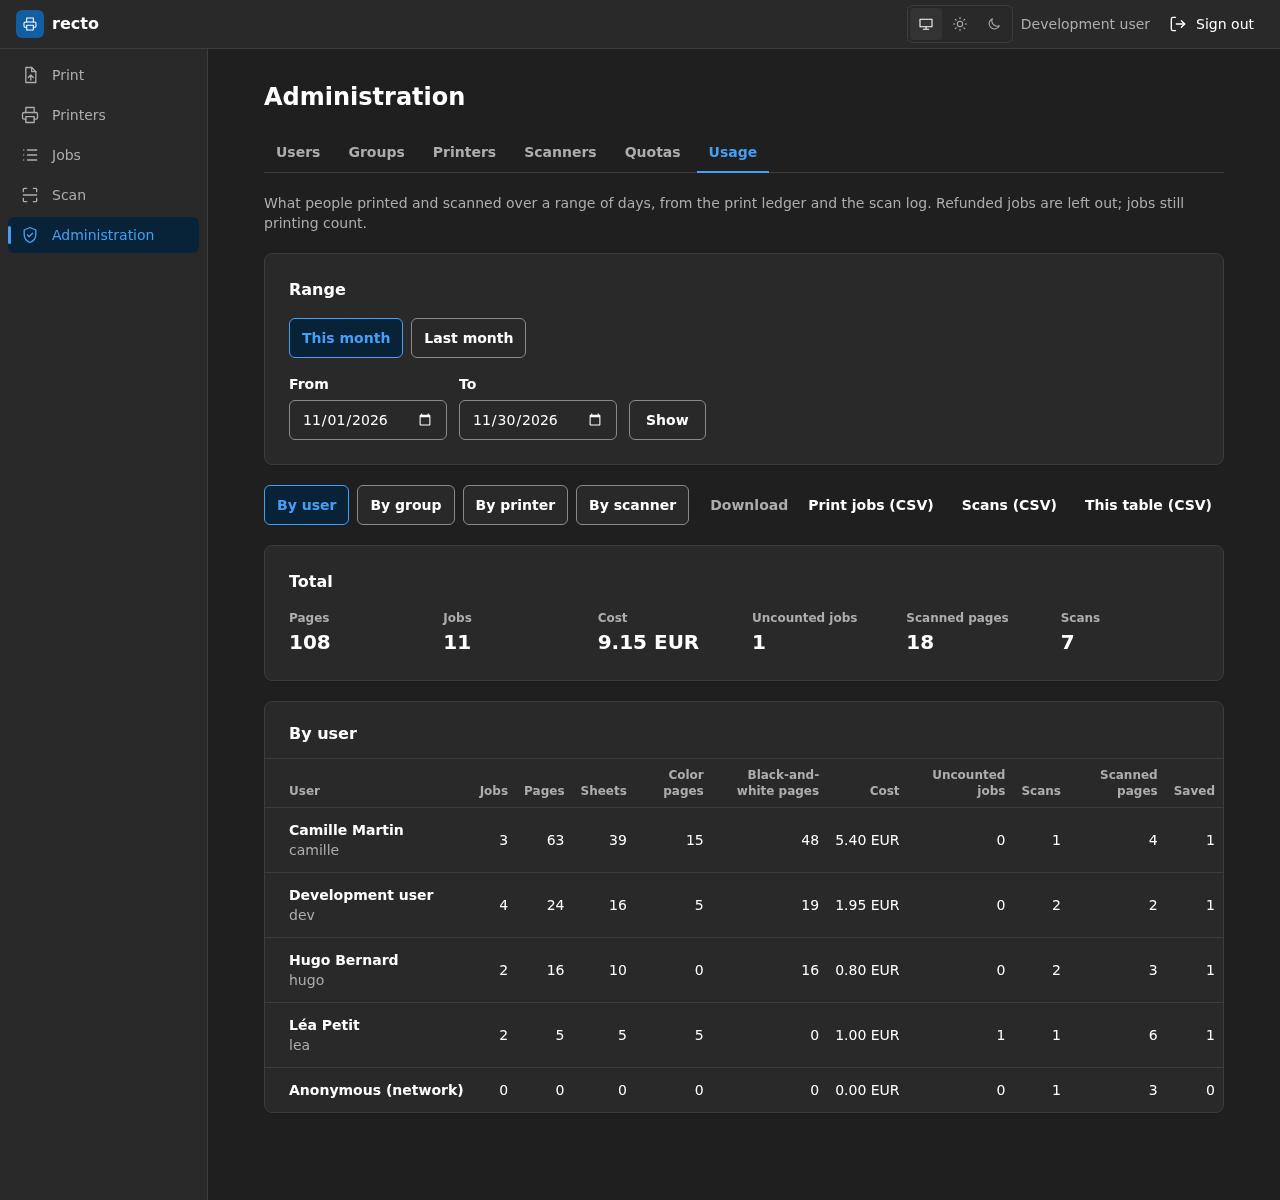 recto
Development user
Sign out
Print
Printers
Jobs
Scan
Administration
Administration
Users Groups Printers Scanners Quotas Usage
What people printed and scanned over a range of days, from the print ledger and the scan log. Refunded jobs are left out; jobs still
printing count.
Range
This month Last month
From To
11/01/2026 11/30/2026 Show
By user By group By printer By scanner Download Print jobs (CSV) Scans (CSV) This table (CSV)
Total
Pages Jobs Cost Uncounted jobs Scanned pages Scans
108 11 9.15 EUR 1 18 7
By user
User Jobs Pages Sheets Color pages Black-and-white pages Cost Uncounted jobs Scans Scanned pages Saved
Camille Martin
camille
3 63 39 15 48 5.40 EUR 0 1 4 1
Development user
dev
4 24 16 5 19 1.95 EUR 0 2 2 1
Hugo Bernard
hugo
2 16 10 0 16 0.80 EUR 0 2 3 1
Léa Petit
lea
2 5 5 5 0 1.00 EUR 1 1 6 1
Anonymous (network) 0 0 0 0 0 0.00 EUR 0 1 3 0